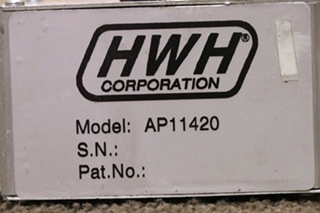 HWH®
CORPORATION
Model: AP11420
S.N.:
Pat.No.: